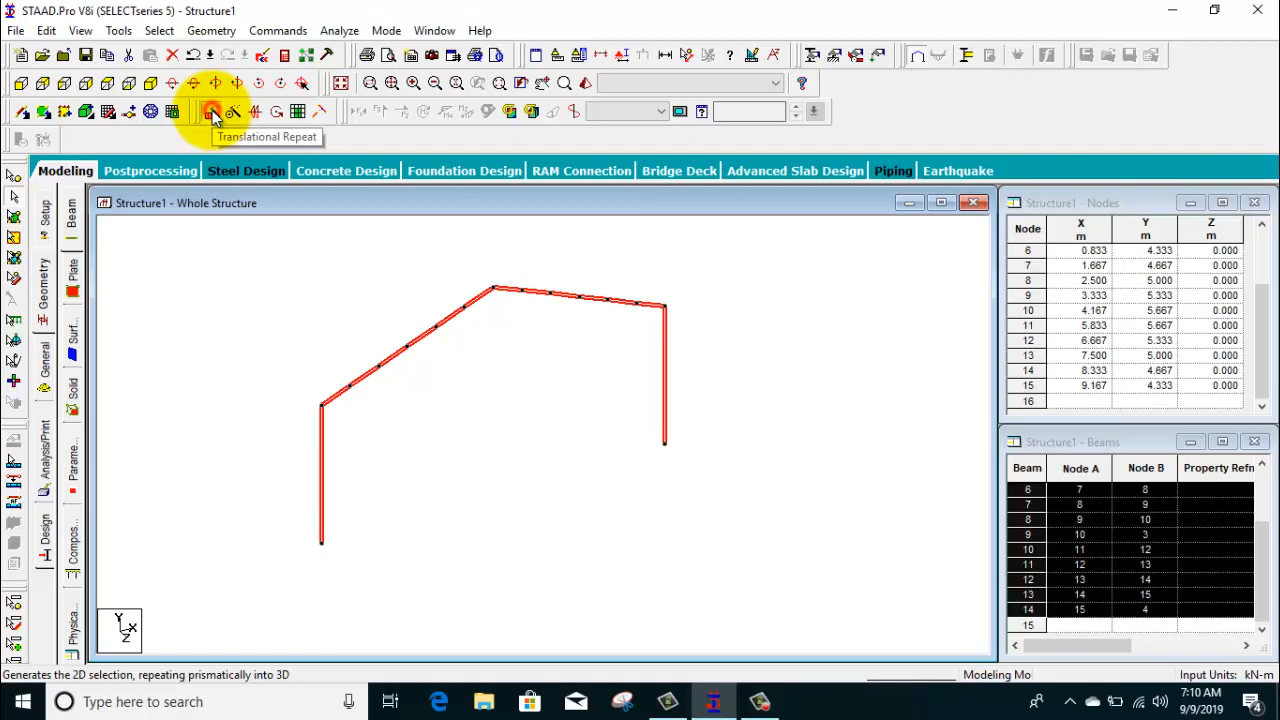 STAAD.Pro V8i (SELECTseries 5) - Structure1
File Edit View Tools Select Geometry Commands Analyze Mode Window Help
Translational Repeat
Modeling Postprocessing Steel Design Concrete Design Foundation Design RAM Connection Bridge Deck Advanced Slab Design Piping Earthquake
Setup
Geometry
General
Analysis/Print
Design
Beam
Plate
Surf...
Solid
Parame...
Compos...
Physica...
Structure1 - Whole Structure
Y
X
Z
Structure1 - Nodes
Node X m Y m Z m
6 0.833 4.333 0.000
7 1.667 4.667 0.000
8 2.500 5.000 0.000
9 3.333 5.333 0.000
10 4.167 5.667 0.000
11 5.833 5.667 0.000
12 6.667 5.333 0.000
13 7.500 5.000 0.000
14 8.333 4.667 0.000
15 9.167 4.333 0.000
16
Structure1 - Beams
Beam Node A Node B Property Refn
6 7 8
7 8 9
8 9 10
9 10 3
10 11 12
11 12 13
12 13 14
13 14 15
14 15 4
15
Generates the 2D selection, repeating prismatically into 3D
Modeling Mo Input Units: kN-m
Type here to search
7:10 AM
9/9/2019
4